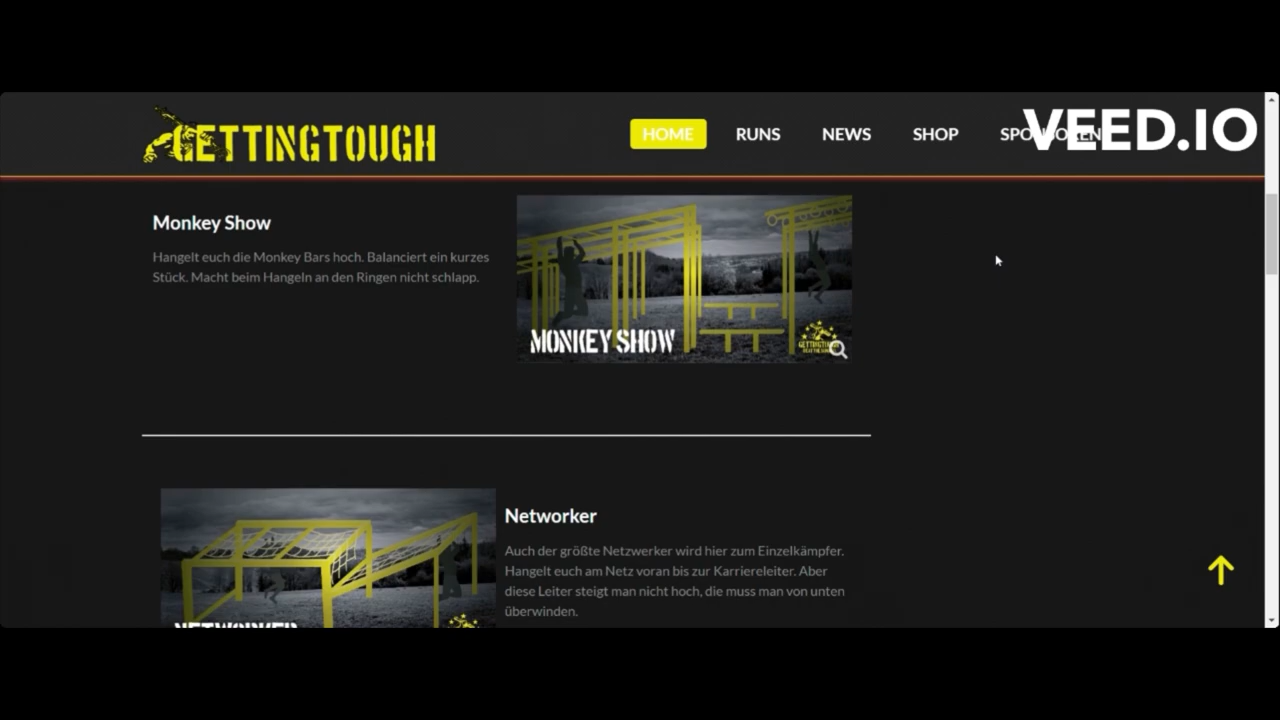 GETTINGTOUGH
HOME RUNS NEWS SHOP
VEED.IO
Monkey Show
Hangelt euch die Monkey Bars hoch. Balanciert ein kurzes
Stück. Macht beim Hangeln an den Ringen nicht schlapp.
MONKEY SHOW
Networker
Auch der größte Netzwerker wird hier zum Einzelkämpfer.
Hangelt euch am Netz voran bis zur Karriereleiter. Aber
diese Leiter steigt man nicht hoch, die muss man von unten
überwinden.
NETWORKER